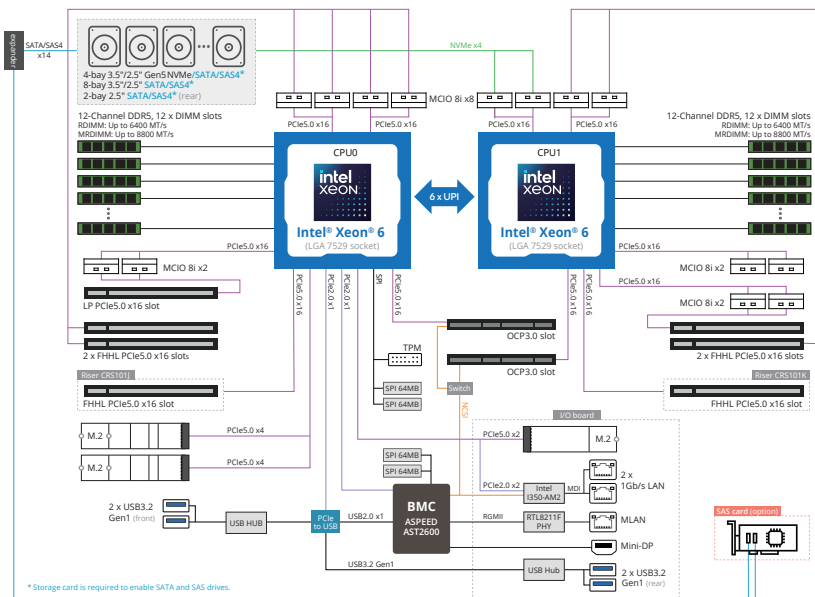 expander
SATA/SAS4
x14
4-bay 3.5"/2.5" Gen5 NVMe/SATA/SAS4*
8-bay 3.5"/2.5" SATA/SAS4*
2-bay 2.5" SATA/SAS4* (rear)
NVMe x4
MCIO 8i x8
PCIe5.0 x16
PCIe5.0 x16
PCIe5.0 x16
PCIe5.0 x16
12-Channel DDR5, 12 x DIMM slots
RDIMM: Up to 6400 MT/s
MRDIMM: Up to 8800 MT/s
12-Channel DDR5, 12 x DIMM slots
RDIMM: Up to 6400 MT/s
MRDIMM: Up to 8800 MT/s
CPU0
intel
XEON
Intel® Xeon® 6
(LGA 7529 socket)
6 x UPI
CPU1
intel
XEON
Intel® Xeon® 6
(LGA 7529 socket)
PCIe5.0 x16
MCIO 8i x2
LP PCIe5.0 x16 slot
2 x FHHL PCIe5.0 x16 slots
Riser CRS101J
FHHL PCIe5.0 x16 slot
PCIe5.0 x16
PCIe5.0 x16
PCIe2.0 x1
PCIe2.0 x1
SPI
PCIe5.0 x16
PCIe5.0 x16
PCIe5.0 x16
PCIe5.0 x16
MCIO 8i x2
PCIe5.0 x16
MCIO 8i x2
2 x FHHL PCIe5.0 x16 slots
Riser CRS101K
FHHL PCIe5.0 x16 slot
OCP3.0 slot
OCP3.0 slot
TPM
SPI 64MB
SPI 64MB
Switch
NCSI
M.2
PCIe5.0 x4
M.2
PCIe5.0 x4
I/O board
PCIe5.0 x2
M.2
SPI 64MB
SPI 64MB
PCIe2.0 x2
Intel
I350-AM2
MDI
2 x
1Gb/s LAN
2 x USB3.2
Gen1 (front)
USB HUB
PCIe
to USB
USB2.0 x1
BMC
ASPEED
AST2600
RGMII
RTL8211F
PHY
MLAN
Mini-DP
USB3.2 Gen1
USB Hub
2 x USB3.2
Gen1 (rear)
SAS card (option)
* Storage card is required to enable SATA and SAS drives.